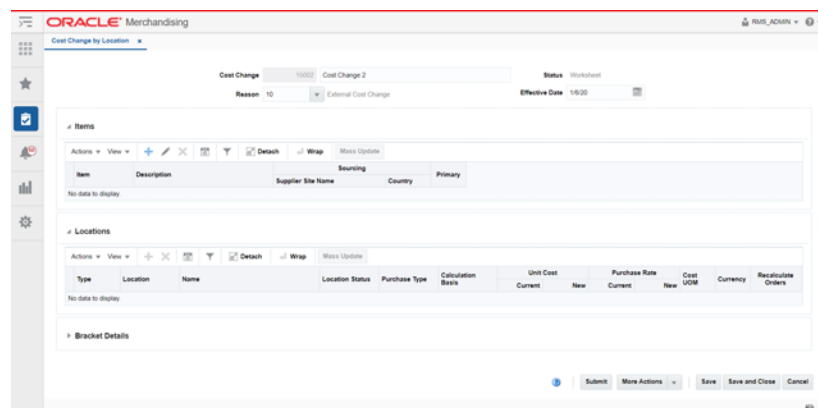 ORACLE® Merchandising RMS_ADMIN
Cost Change by Location x
Cost Change 10002 Cost Change 2 Status Worksheet
Reason 10 External Cost Change Effective Date 1/6/20
Items
Actions View Detach Wrap Mass Update
Item Description Sourcing Primary
Supplier Site Name Country
No data to display.
Locations
Actions View Detach Wrap Mass Update
Type Location Name Location Status Purchase Type Calculation Basis Unit Cost Purchase Rate Cost UOM Currency Recalculate Orders
Current New Current New
No data to display
Bracket Details
Submit More Actions Save Save and Close Cancel